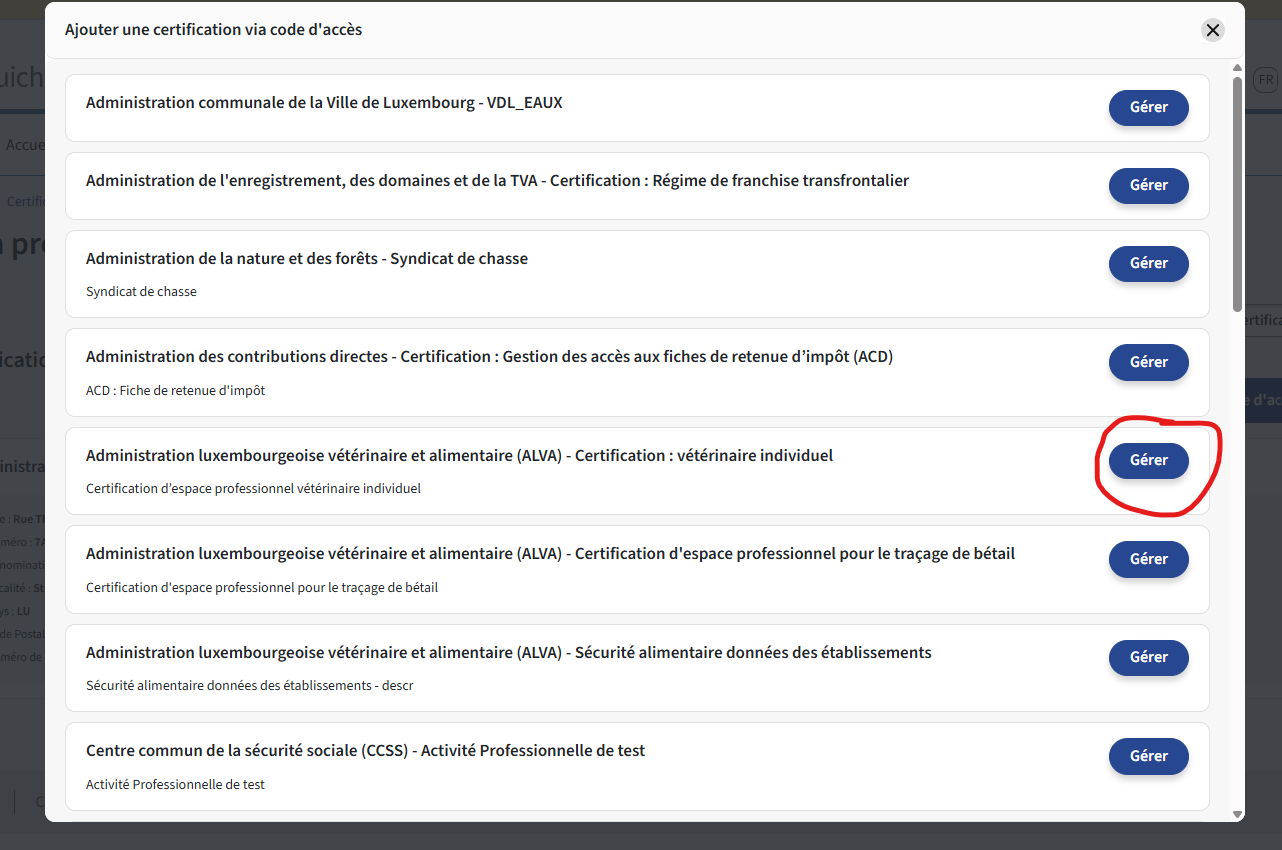 Ajouter une certification via code d'accès
FR
Administration communale de la Ville de Luxembourg - VDL_EAUX
Gérer
Administration de l'enregistrement, des domaines et de la TVA - Certification : Régime de franchise transfrontalier
Gérer
Administration de la nature et des forêts - Syndicat de chasse
Syndicat de chasse
Gérer
Administration des contributions directes - Certification : Gestion des accès aux fiches de retenue d’impôt (ACD)
ACD : Fiche de retenue d'impôt
Gérer
Administration luxembourgeoise vétérinaire et alimentaire (ALVA) - Certification : vétérinaire individuel
Certification d’espace professionnel vétérinaire individuel
Gérer
Administration luxembourgeoise vétérinaire et alimentaire (ALVA) - Certification d'espace professionnel pour le traçage de bétail
Certification d'espace professionnel pour le traçage de bétail
Gérer
Administration luxembourgeoise vétérinaire et alimentaire (ALVA) - Sécurité alimentaire données des établissements
Sécurité alimentaire données des établissements - descr
Gérer
Centre commun de la sécurité sociale (CCSS) - Activité Professionnelle de test
Activité Professionnelle de test
Gérer